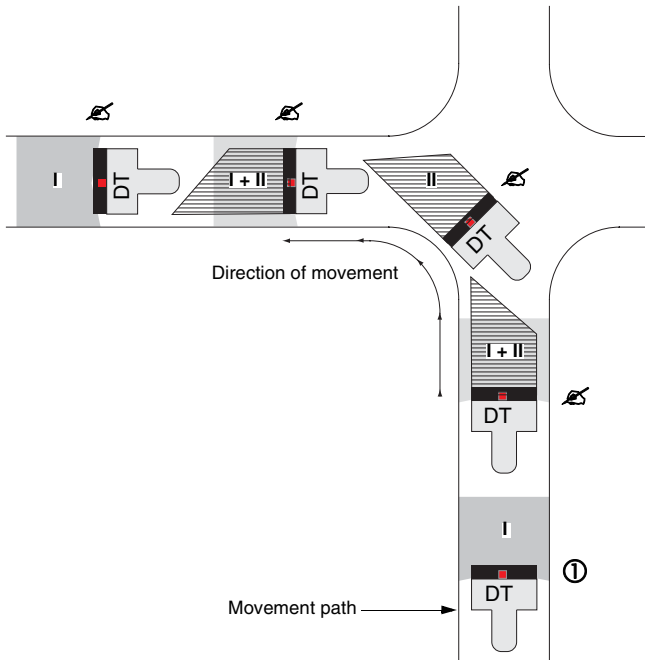 ✍ ✍
I DT I + II DT II ✍
DT
Direction of movement
I + II
DT ✍
I
①
DT
Movement path